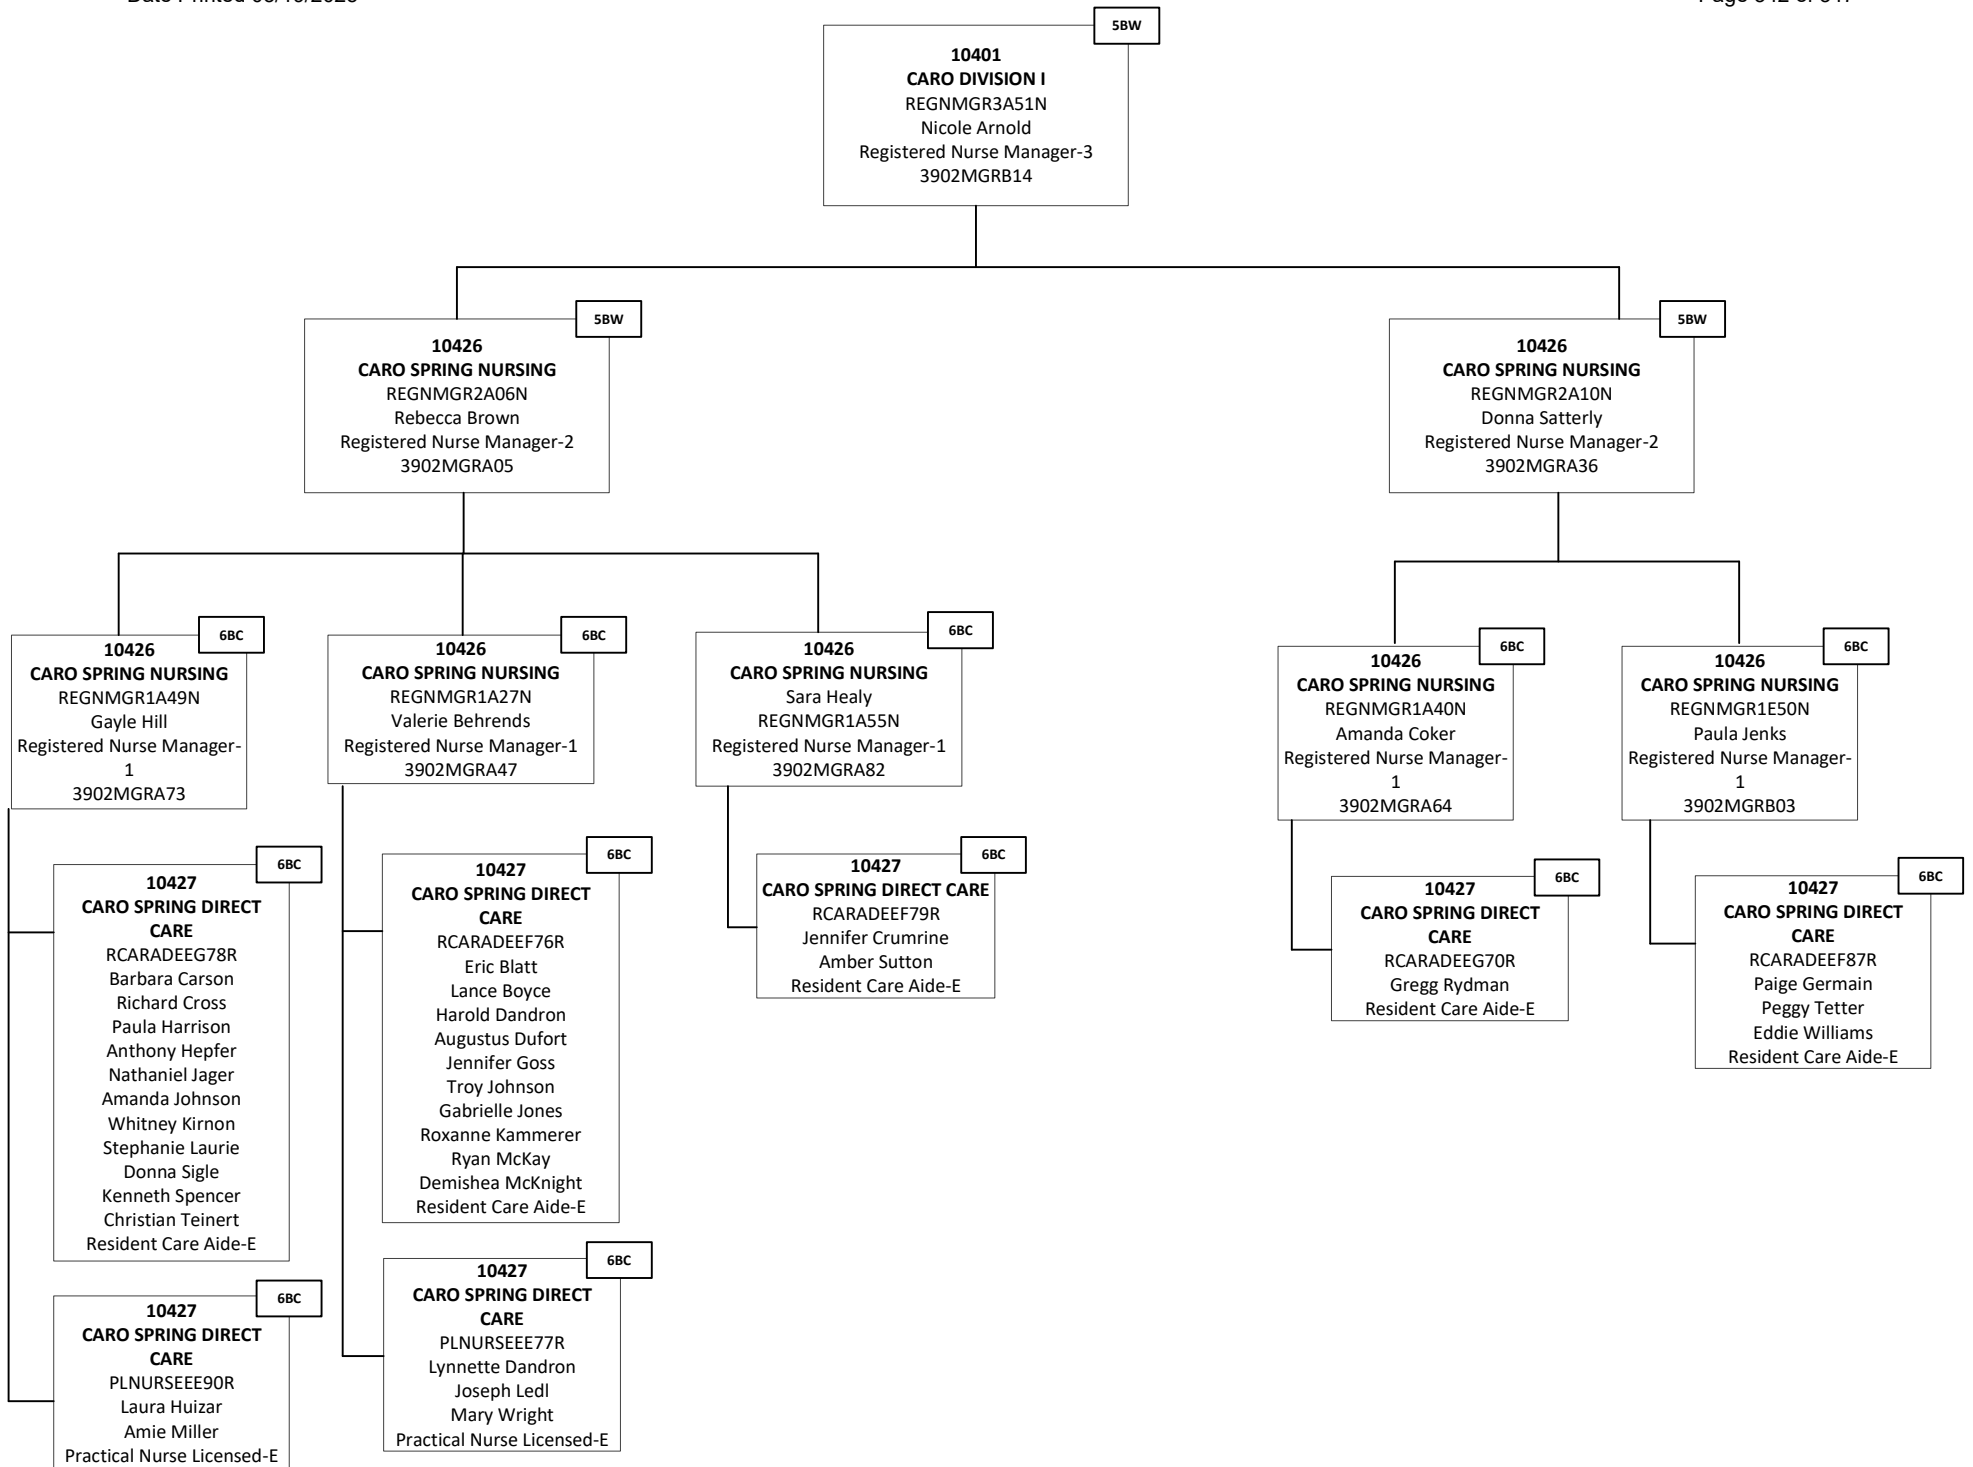 5BW
10401
CARO DIVISION I
REGNMGR3A51N
Nicole Arnold
Registered Nurse Manager-3
3902MGRB14
5BW
10426
CARO SPRING NURSING
REGNMGR2A06N
Rebecca Brown
Registered Nurse Manager-2
3902MGRA05
5BW
10426
CARO SPRING NURSING
REGNMGR2A10N
Donna Satterly
Registered Nurse Manager-2
3902MGRA36
6BC
10426
CARO SPRING NURSING
REGNMGR1A49N
Gayle Hill
Registered Nurse Manager-
1
3902MGRA73
6BC
10426
CARO SPRING NURSING
REGNMGR1A27N
Valerie Behrends
Registered Nurse Manager-1
3902MGRA47
6BC
10426
CARO SPRING NURSING
Sara Healy
REGNMGR1A55N
Registered Nurse Manager-1
3902MGRA82
6BC
10426
CARO SPRING NURSING
REGNMGR1A40N
Amanda Coker
Registered Nurse Manager-
1
3902MGRA64
6BC
10426
CARO SPRING NURSING
REGNMGR1E50N
Paula Jenks
Registered Nurse Manager-
1
3902MGRB03
6BC
10427
CARO SPRING DIRECT
CARE
RCARADEEG78R
Barbara Carson
Richard Cross
Paula Harrison
Anthony Hepfer
Nathaniel Jager
Amanda Johnson
Whitney Kirnon
Stephanie Laurie
Donna Sigle
Kenneth Spencer
Christian Teinert
Resident Care Aide-E
6BC
10427
CARO SPRING DIRECT
CARE
RCARADEEF76R
Eric Blatt
Lance Boyce
Harold Dandron
Augustus Dufort
Jennifer Goss
Troy Johnson
Gabrielle Jones
Roxanne Kammerer
Ryan McKay
Demishea McKnight
Resident Care Aide-E
6BC
10427
CARO SPRING DIRECT CARE
RCARADEEF79R
Jennifer Crumrine
Amber Sutton
Resident Care Aide-E
6BC
10427
CARO SPRING DIRECT
CARE
RCARADEEG70R
Gregg Rydman
Resident Care Aide-E
6BC
10427
CARO SPRING DIRECT
CARE
RCARADEEF87R
Paige Germain
Peggy Tetter
Eddie Williams
Resident Care Aide-E
6BC
10427
CARO SPRING DIRECT
CARE
PLNURSEEE90R
Laura Huizar
Amie Miller
Practical Nurse Licensed-E
6BC
10427
CARO SPRING DIRECT
CARE
PLNURSEEE77R
Lynnette Dandron
Joseph Ledl
Mary Wright
Practical Nurse Licensed-E